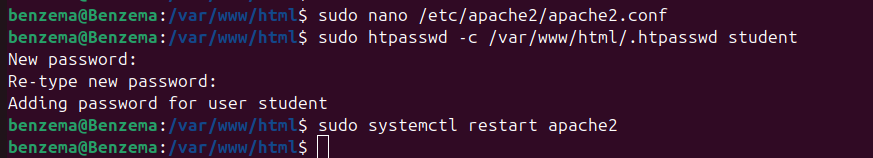 benzema@Benzema:/var/www/html$ sudo nano /etc/apache2/apache2.conf
benzema@Benzema:/var/www/html$ sudo htpasswd -c /var/www/html/.htpasswd student
New password:
Re-type new password:
Adding password for user student
benzema@Benzema:/var/www/html$ sudo systemctl restart apache2
benzema@Benzema:/var/www/html$